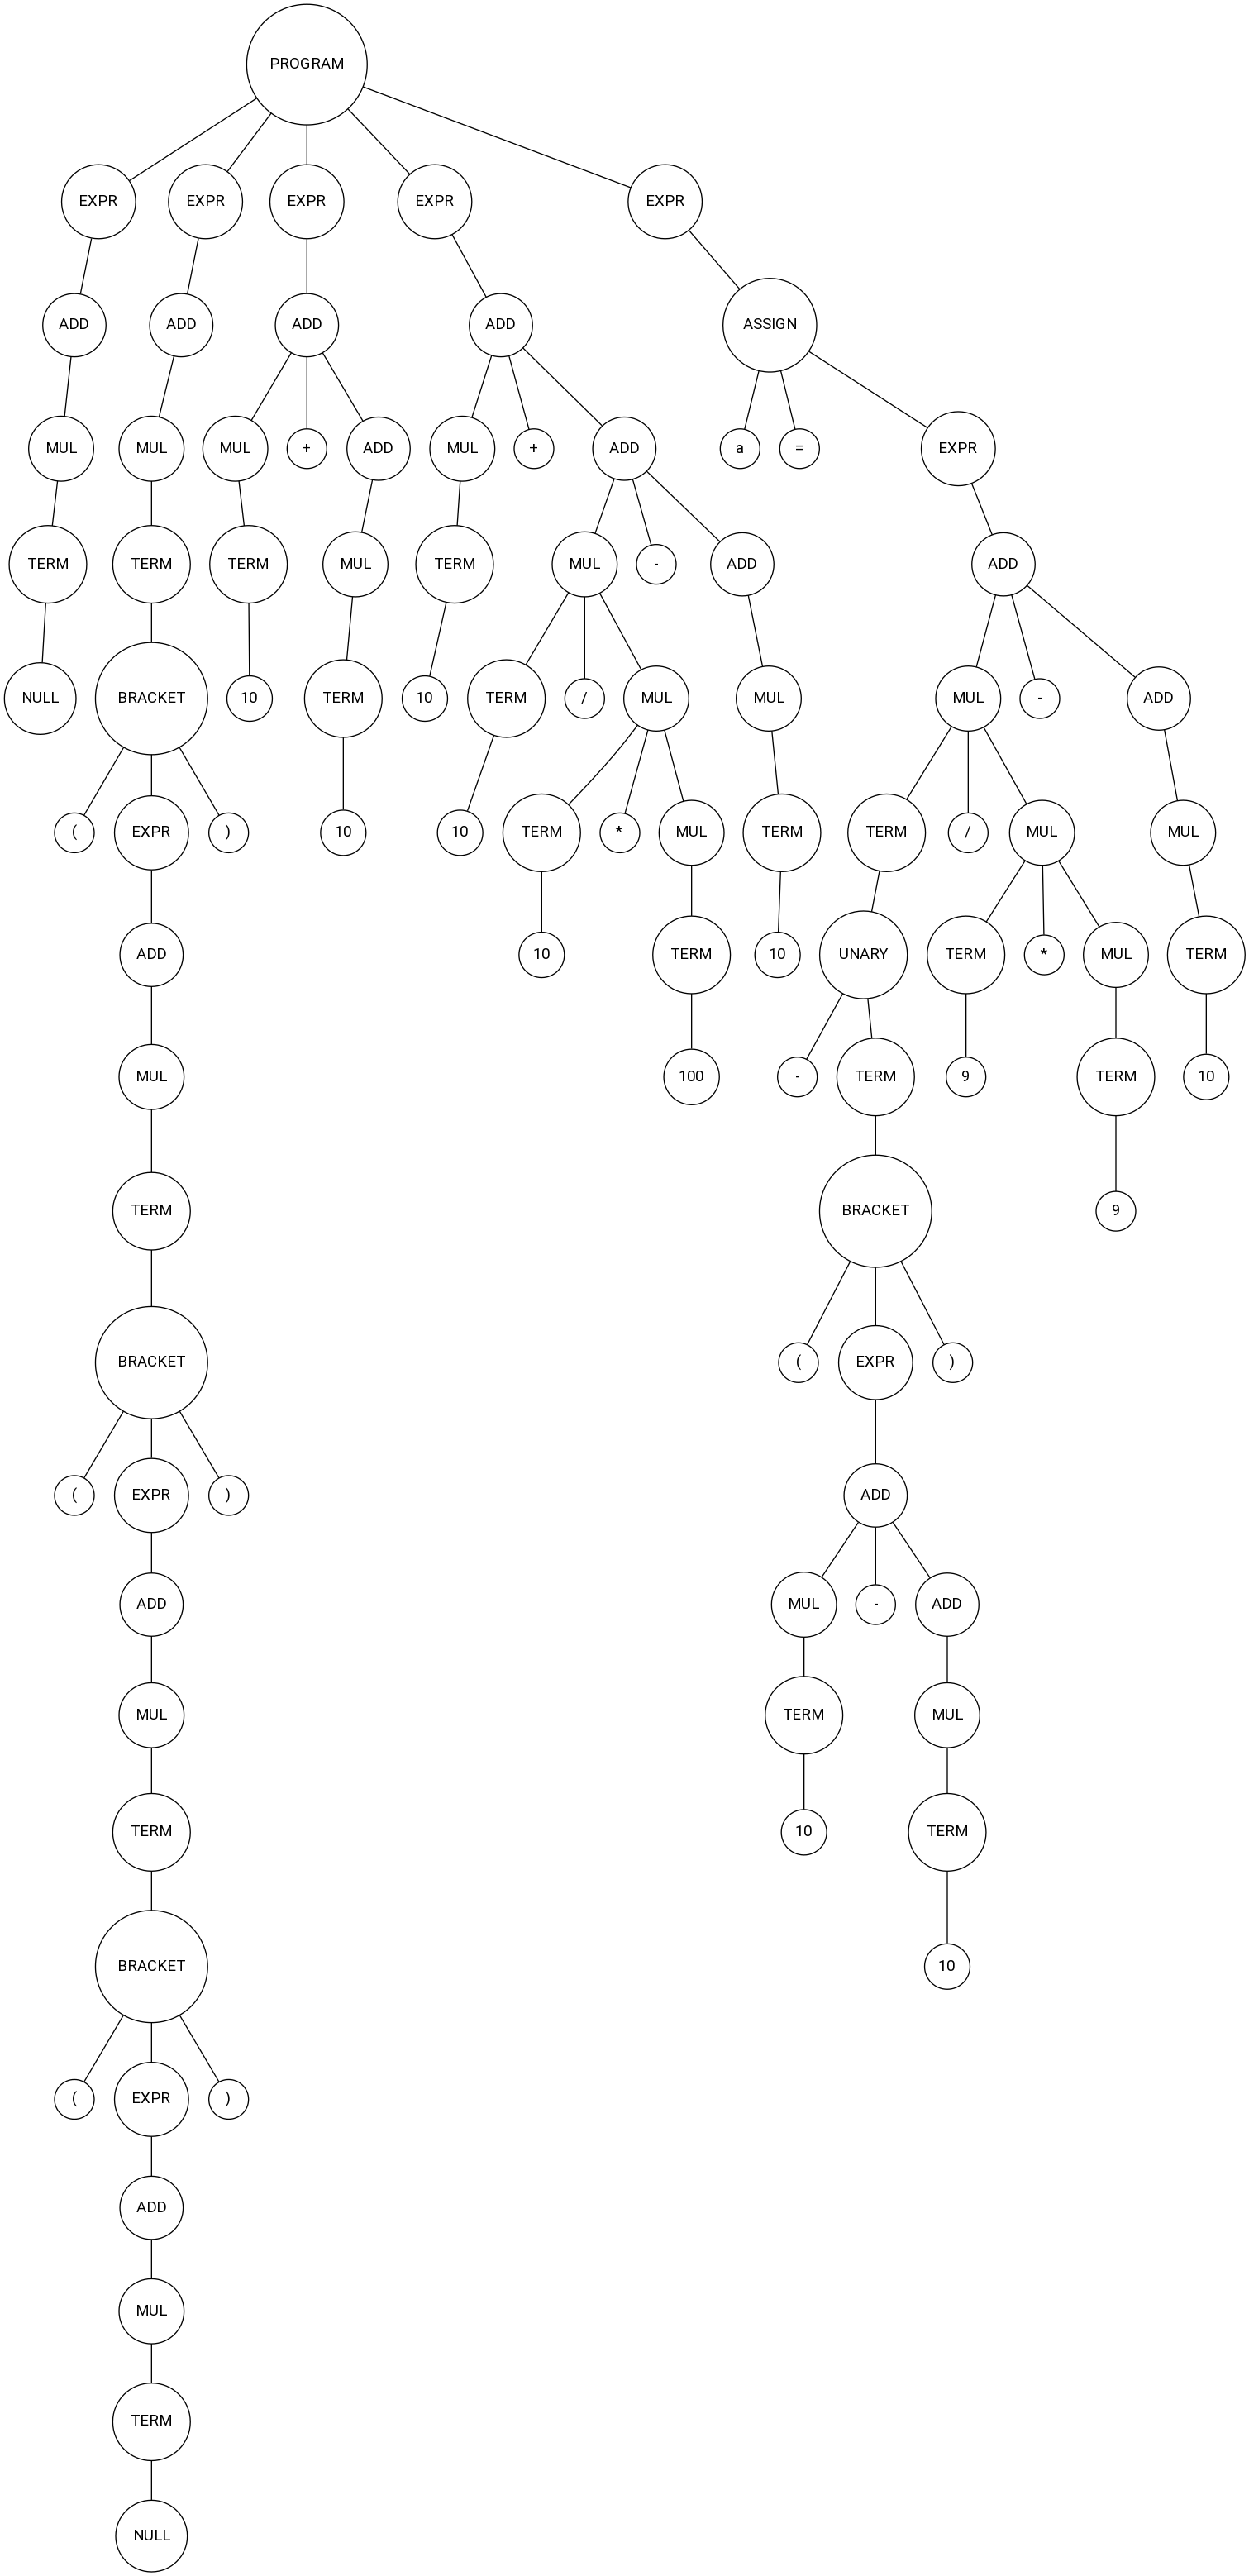 PROGRAM
EXPR EXPR EXPR EXPR EXPR
ADD ADD ADD ADD ASSIGN
MUL MUL MUL + ADD MUL + ADD a = EXPR
TERM TERM TERM MUL TERM MUL - ADD ADD
NULL BRACKET 10 TERM 10 TERM / MUL MUL MUL - ADD
( EXPR ) 10 10 TERM * MUL TERM TERM / MUL MUL
ADD 10 TERM 10 UNARY TERM * MUL TERM
MUL 100 - TERM 9 TERM 10
TERM BRACKET 9
BRACKET ( EXPR )
( EXPR ) ADD
ADD MUL - ADD
MUL TERM MUL
TERM 10 TERM
BRACKET 10
( EXPR )
ADD
MUL
TERM
NULL